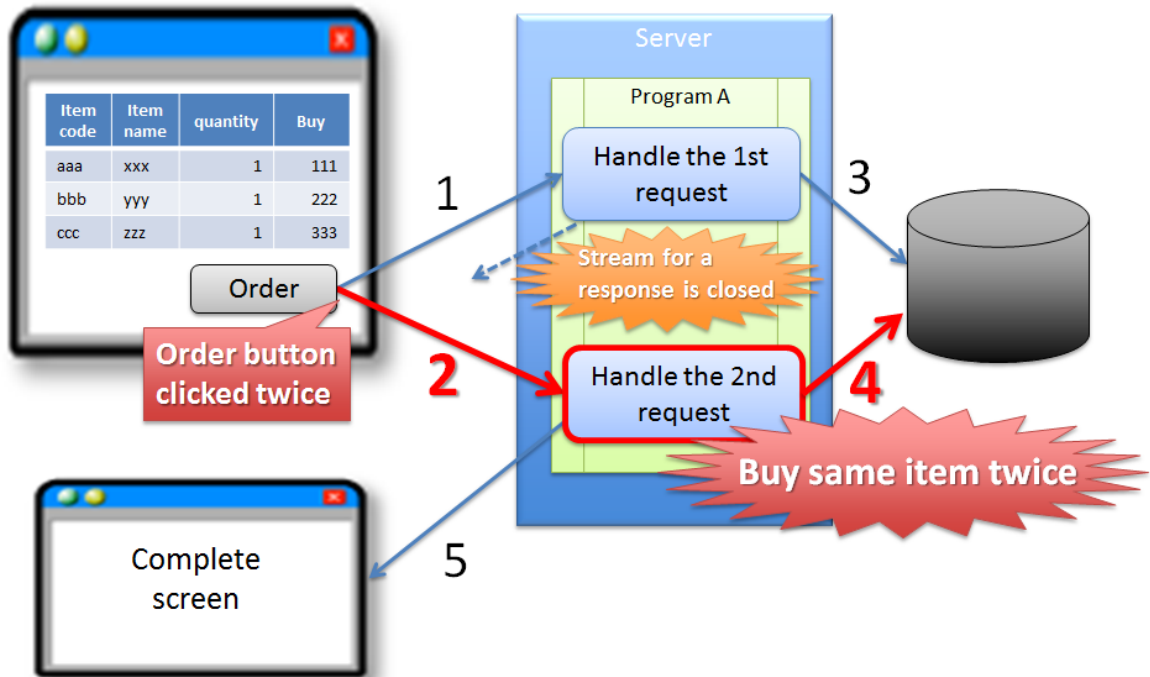 Server
Program A
Item code
Item name
quantity
Buy
aaa xxx 1 111
bbb yyy 1 222
ccc zzz 1 333
Order
Order button
clicked twice
1
Handle the 1st
request
3
Stream for a
response is closed
2
Handle the 2nd
request
4
Buy same item twice
5
Complete
screen